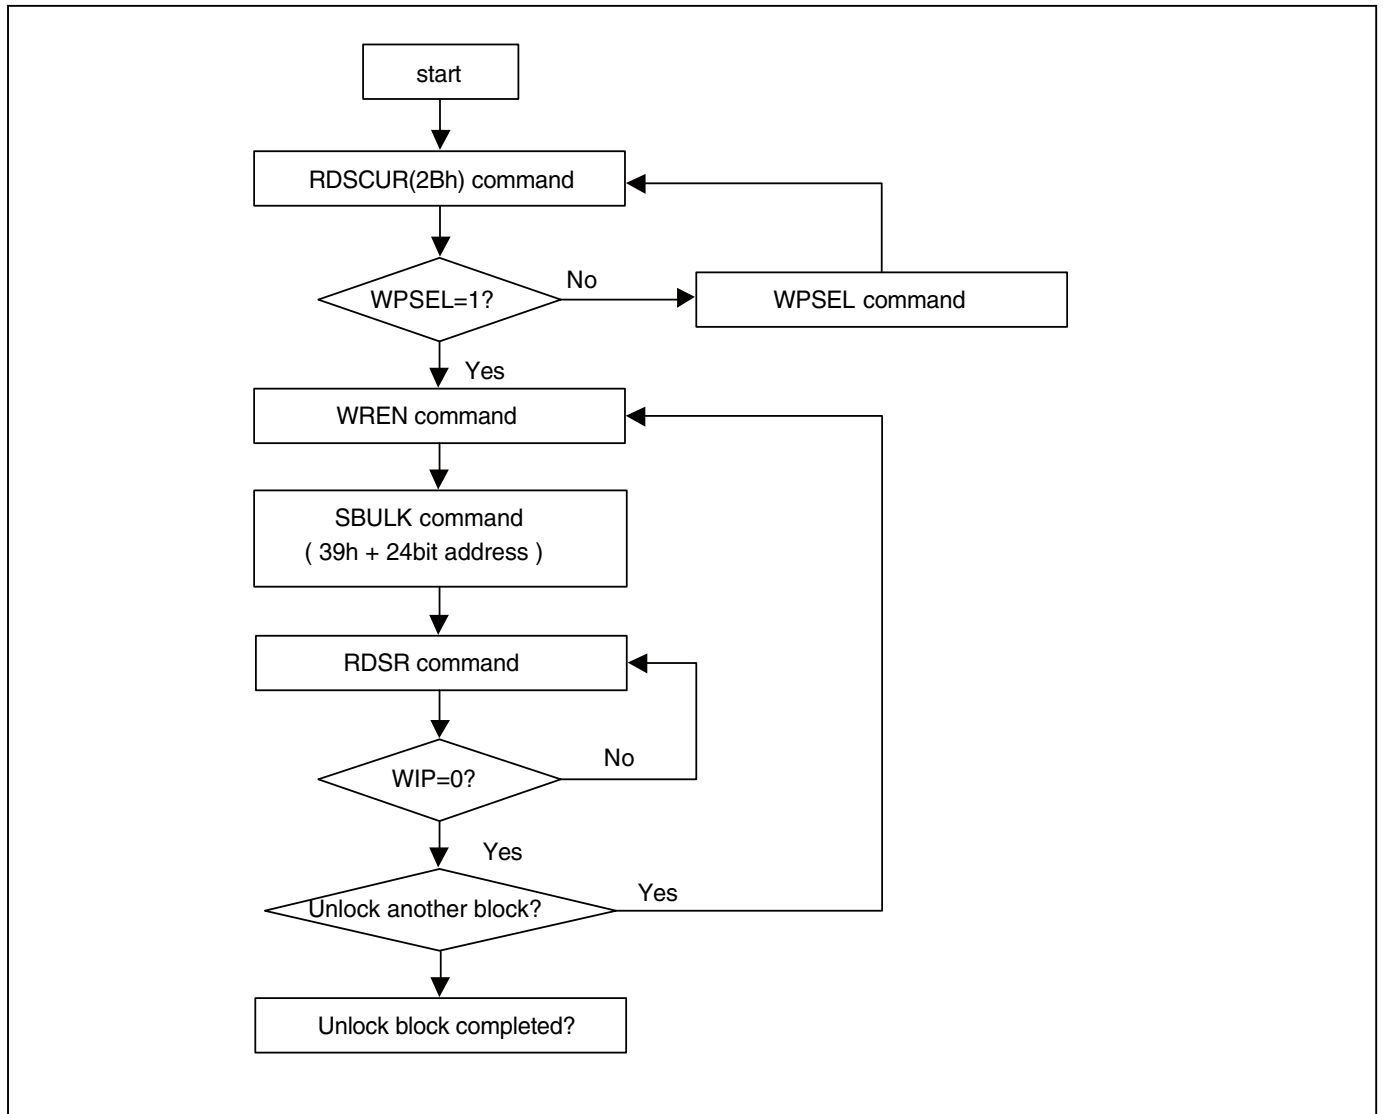 start
RDSCUR(2Bh) command
WPSEL=1?
No
WPSEL command
Yes
WREN command
SBULK command
( 39h + 24bit address )
RDSR command
WIP=0?
No
Yes
Unlock another block?
Yes
Unlock block completed?